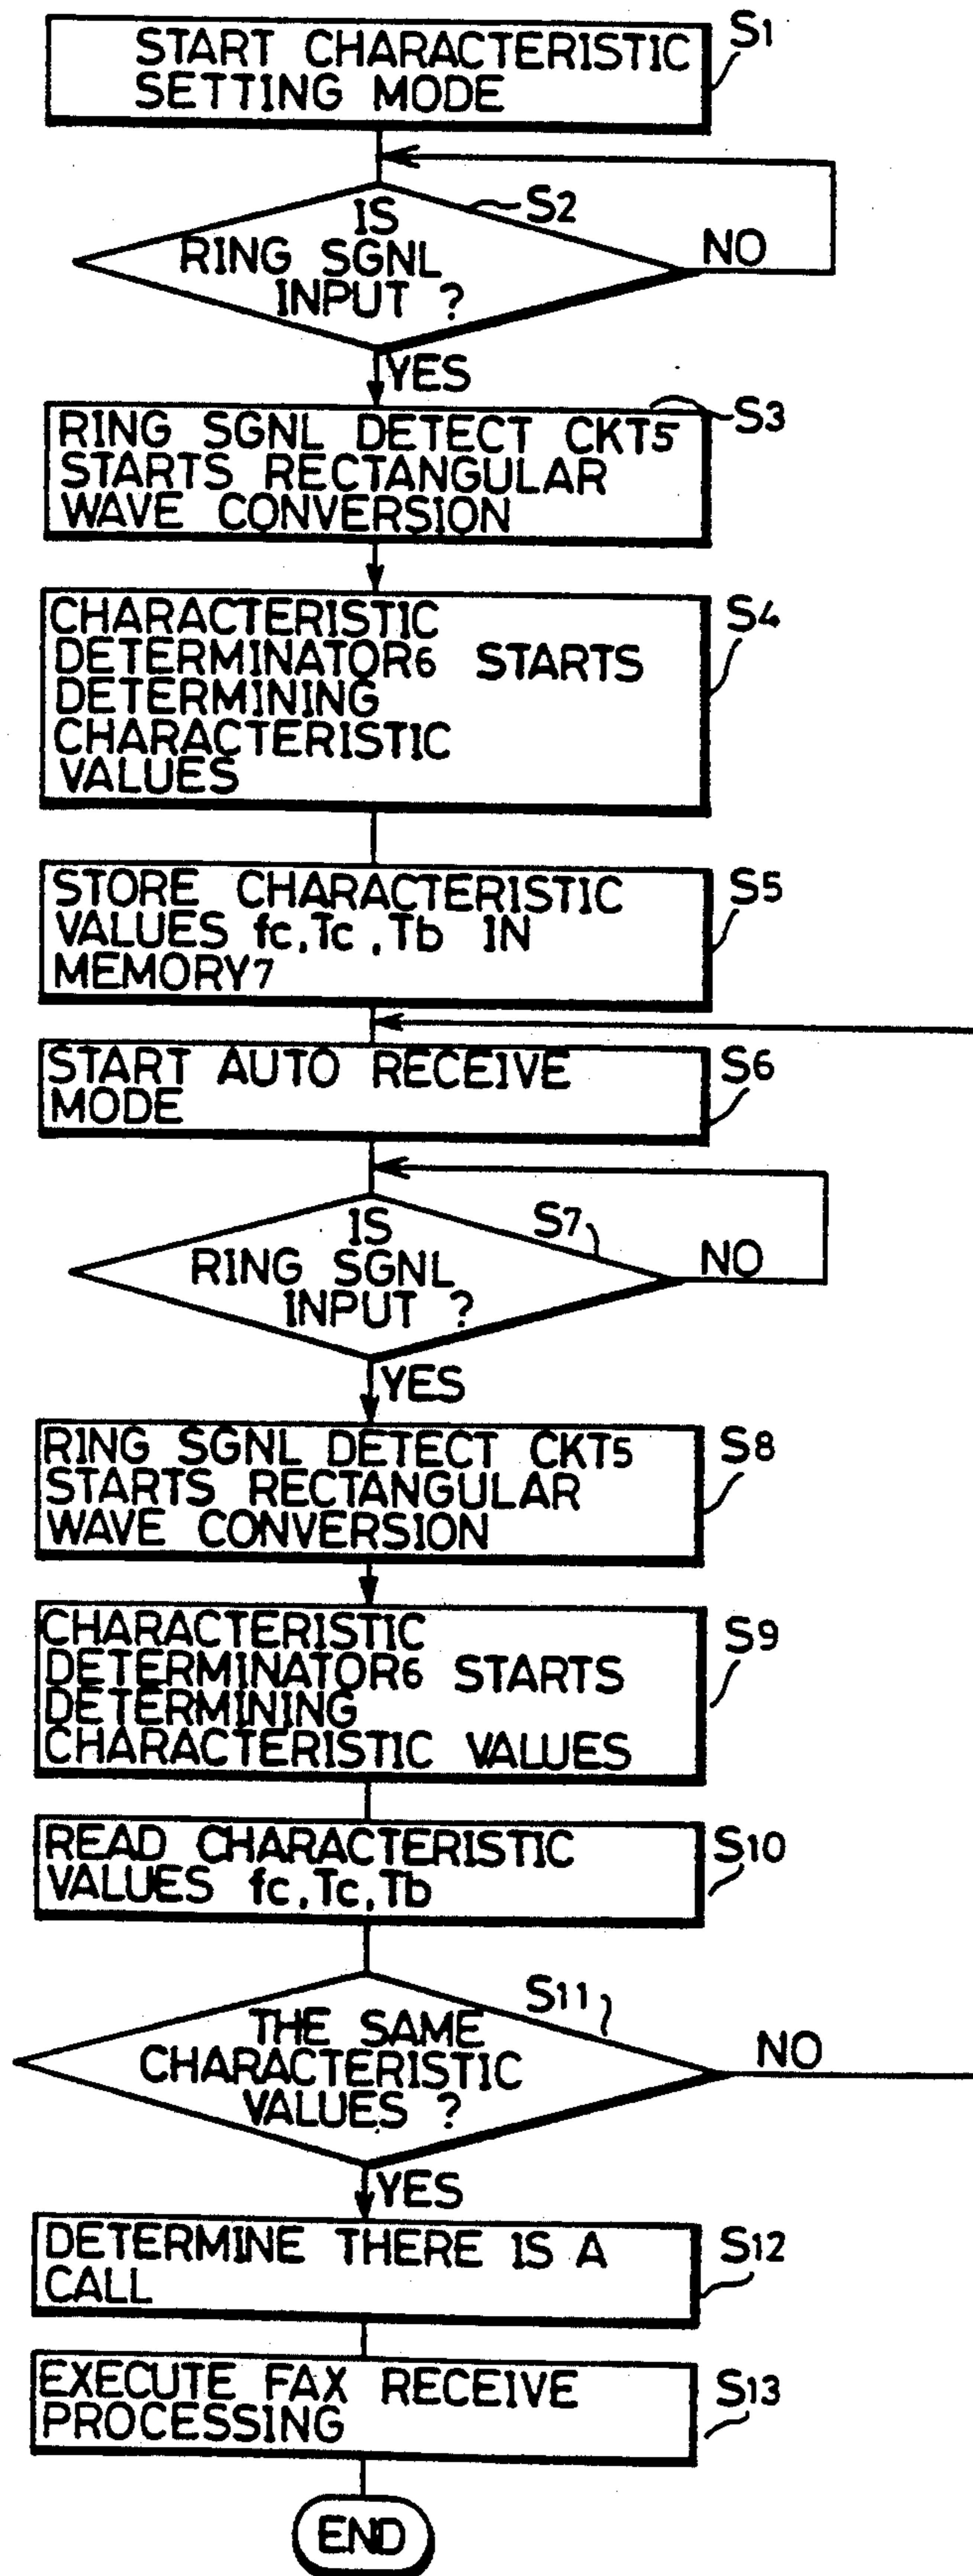 START CHARACTERISTIC
SETTING MODE
S1
IS
RING SGNL
INPUT ?
S2
NO
YES
RING SGNL DETECT CKT5
STARTS RECTANGULAR
WAVE CONVERSION
S3
CHARACTERISTIC
DETERMINATOR6 STARTS
DETERMINING
CHARACTERISTIC
VALUES
S4
STORE CHARACTERISTIC
VALUES fc,Tc,Tb IN
MEMORY7
S5
START AUTO RECEIVE
MODE
S6
IS
RING SGNL
INPUT ?
S7
NO
YES
RING SGNL DETECT CKT5
STARTS RECTANGULAR
WAVE CONVERSION
S8
CHARACTERISTIC
DETERMINATOR6 STARTS
DETERMINING
CHARACTERISTIC VALUES
S9
READ CHARACTERISTIC
VALUES fc,Tc,Tb
S10
THE SAME
CHARACTERISTIC
VALUES ?
S11
NO
YES
DETERMINE THERE IS A
CALL
S12
EXECUTE FAX RECEIVE
PROCESSING
S13
END